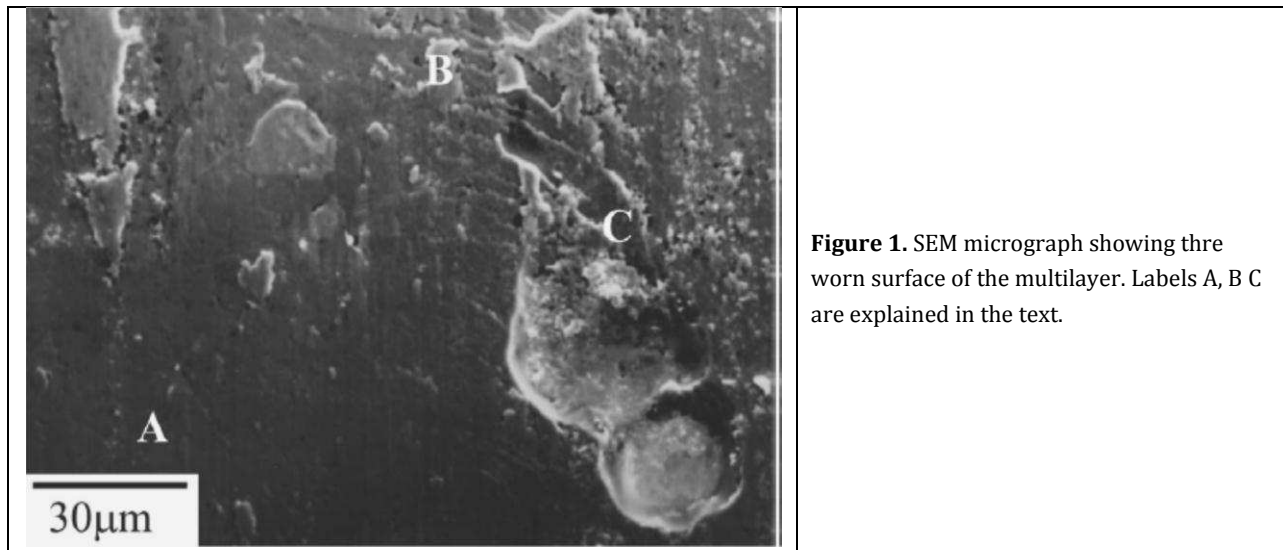 B
C
A
30μm
Figure 1. SEM micrograph showing thre
worn surface of the multilayer. Labels A, B C
are explained in the text.